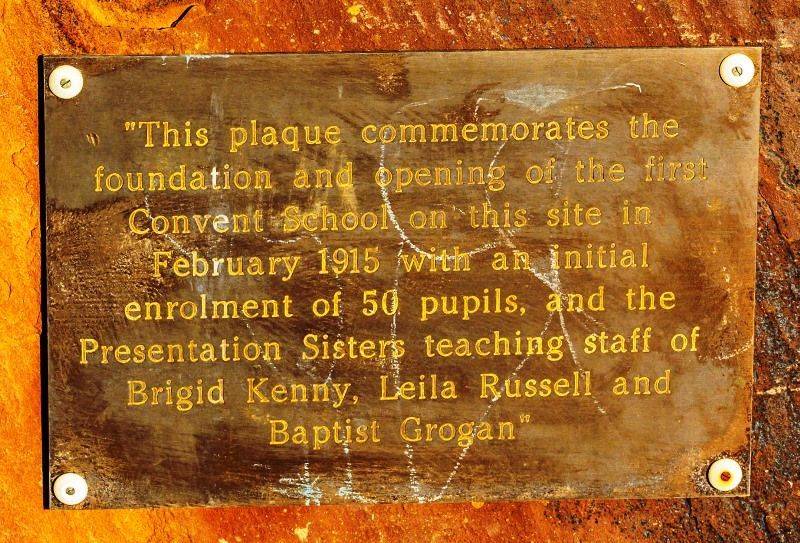 "This plaque commemorates the
foundation and opening of the first
Convent School on this site in
February 1915 with an initial
enrolment of 50 pupils, and the
Presentation Sisters teaching staff of
Brigid Kenny, Leila Russell and
Baptist Grogan"